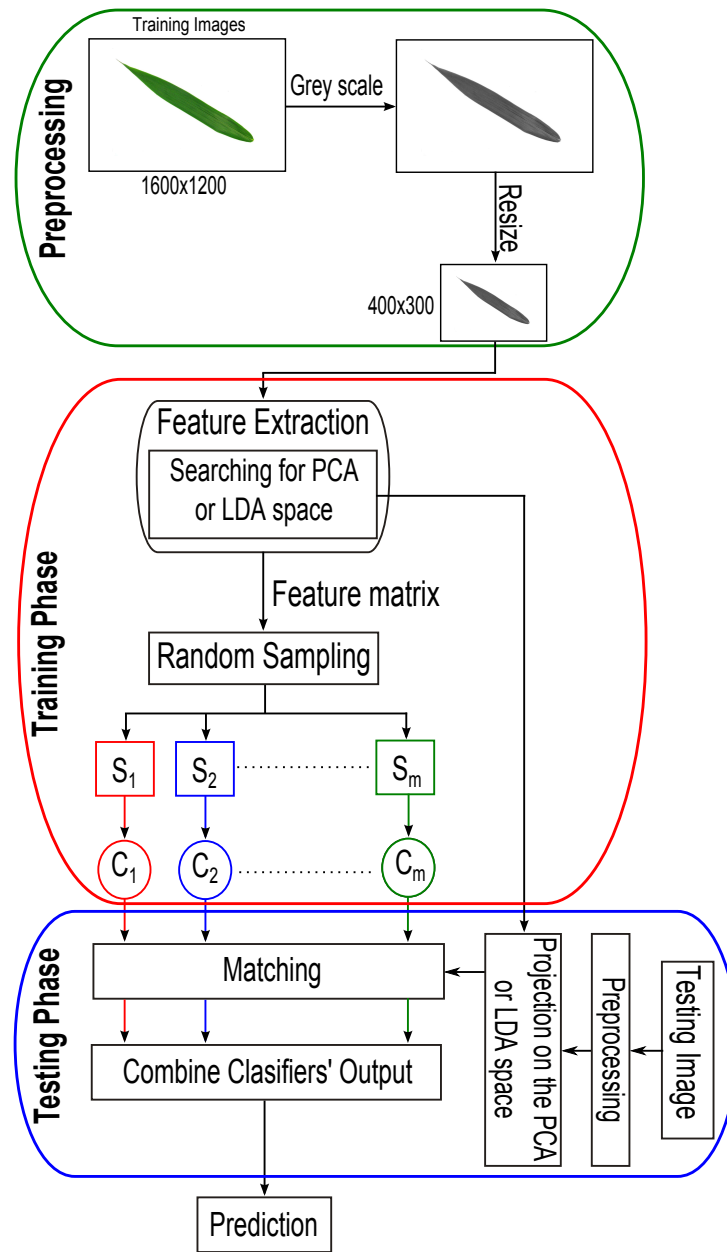 Preprocessing
Training Images
Grey scale
1600x1200
Resize
400x300
Training Phase
Feature Extraction
Searching for PCA
or LDA space
Feature matrix
Random Sampling
S1
S2
Sm
C1
C2
Cm
Testing Phase
Matching
Combine Clasifiers' Output
Projection on the PCA
or LDA space
Preprocessing
Testing Image
Prediction